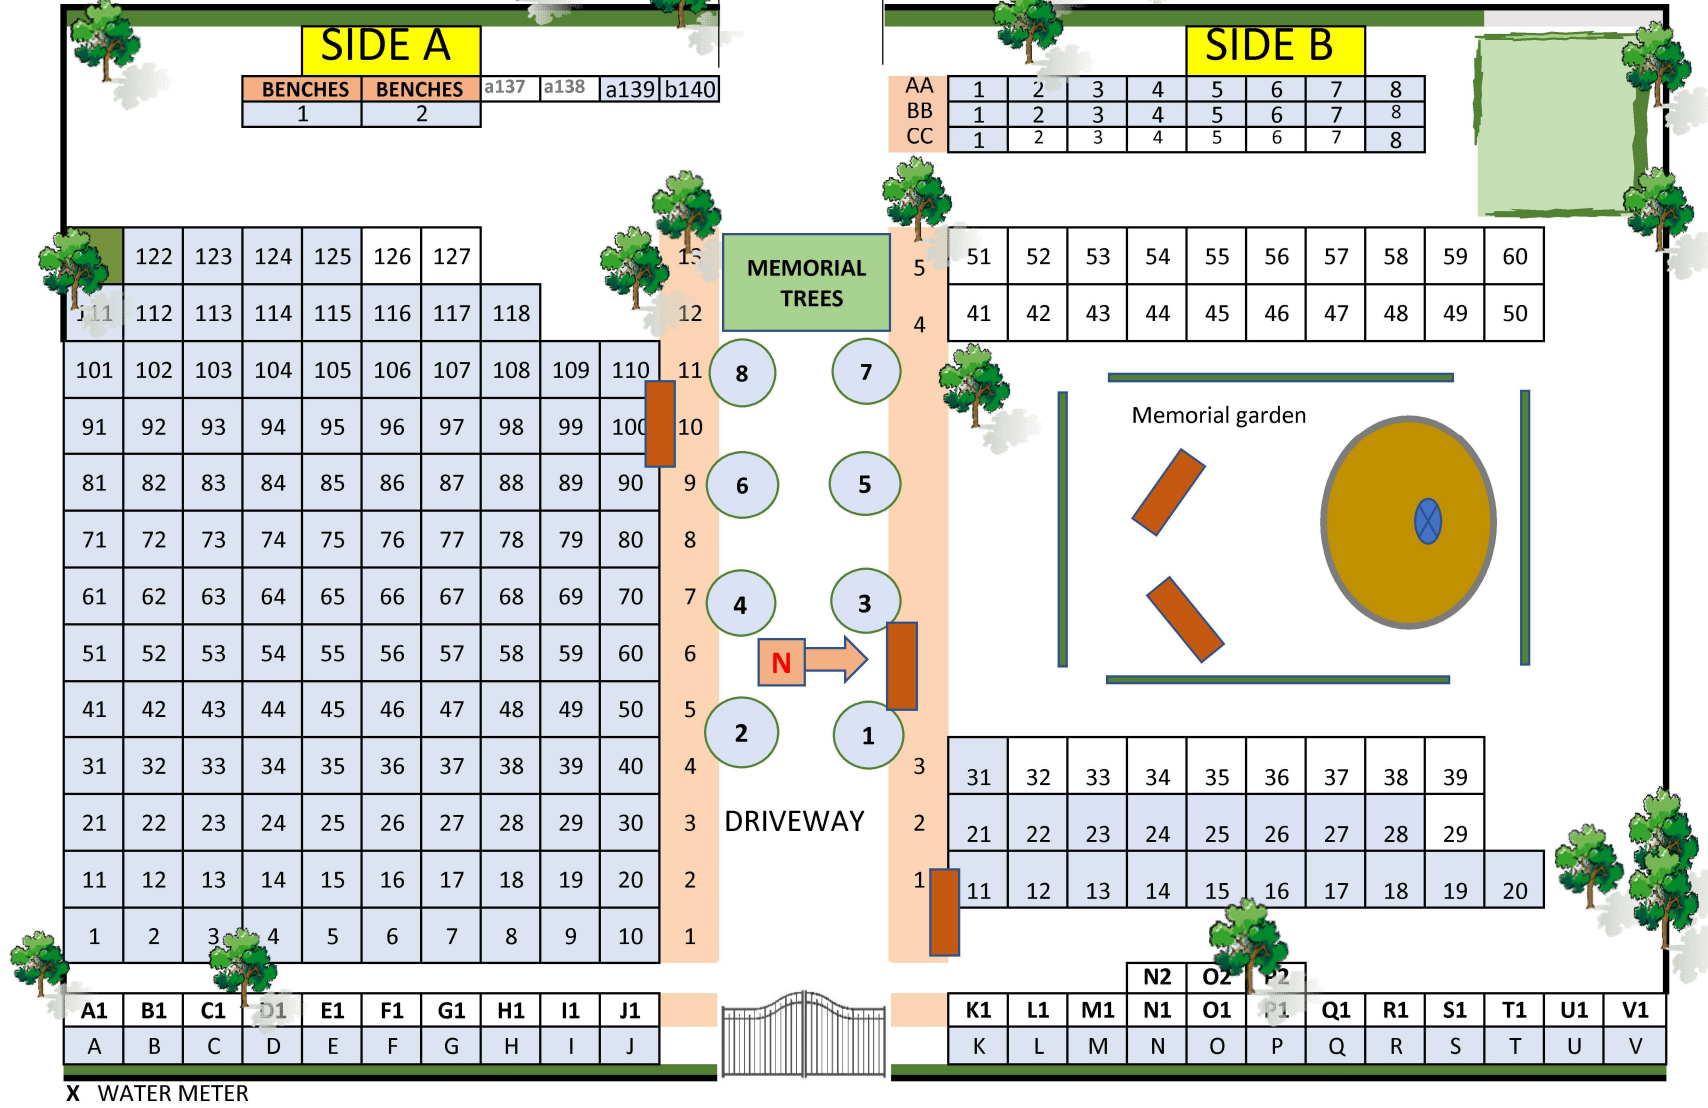 SIDE A SIDE B
BENCHES BENCHES a137 a138 a139 b140
1 2
AA 1 2 3 4 5 6 7 8
BB 1 2 3 4 5 6 7 8
CC 1 2 3 4 5 6 7 8
122 123 124 125 126 127 13 MEMORIAL TREES 5 51 52 53 54 55 56 57 58 59 60
111 112 113 114 115 116 117 118 12 4 41 42 43 44 45 46 47 48 49 50
101 102 103 104 105 106 107 108 109 110 11 8 7
91 92 93 94 95 96 97 98 99 100 10 Memorial garden
81 82 83 84 85 86 87 88 89 90 9 6 5
71 72 73 74 75 76 77 78 79 80 8
61 62 63 64 65 66 67 68 69 70 7 4 3
51 52 53 54 55 56 57 58 59 60 6 N
41 42 43 44 45 46 47 48 49 50 5 2 1
31 32 33 34 35 36 37 38 39 40 4 3 31 32 33 34 35 36 37 38 39
21 22 23 24 25 26 27 28 29 30 3 DRIVEWAY 2 21 22 23 24 25 26 27 28 29
11 12 13 14 15 16 17 18 19 20 2 1 11 12 13 14 15 16 17 18 19 20
1 2 3 4 5 6 7 8 9 10 1
N2 O2 P2
A1 B1 C1 D1 E1 F1 G1 H1 I1 J1 K1 L1 M1 N1 O1 P1 Q1 R1 S1 T1 U1 V1
A B C D E F G H I J K L M N O P Q R S T U V
X WATER METER